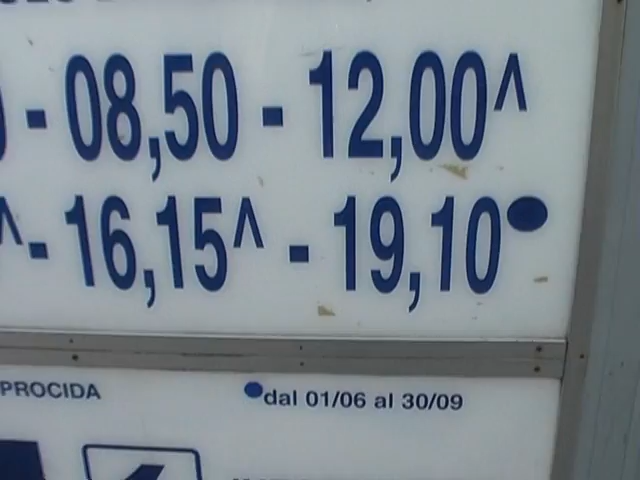 - 08,50 - 12,00^
^- 16,15^ - 19,10●
PROCIDA
●dal 01/06 al 30/09